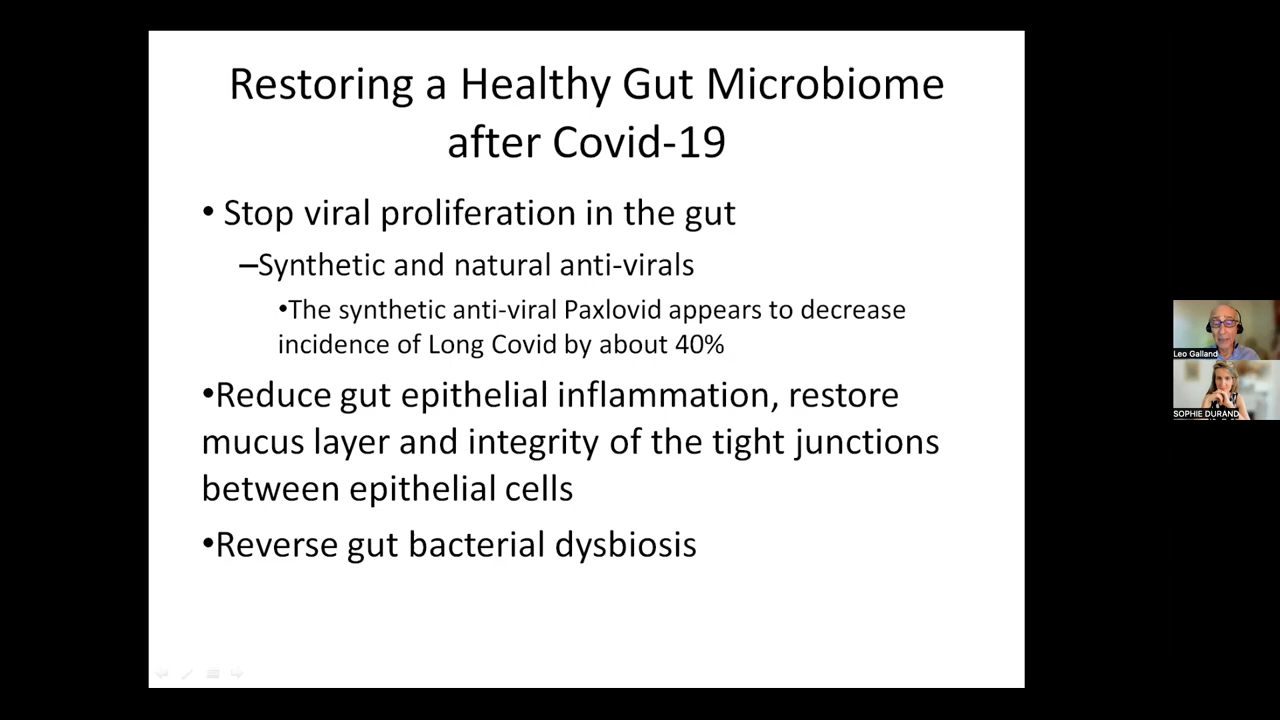 Restoring a Healthy Gut Microbiome
after Covid-19
• Stop viral proliferation in the gut
–Synthetic and natural anti-virals
•The synthetic anti-viral Paxlovid appears to decrease
incidence of Long Covid by about 40%
•Reduce gut epithelial inflammation, restore
mucus layer and integrity of the tight junctions
between epithelial cells
•Reverse gut bacterial dysbiosis
Leo Galland
SOPHIE DURAND